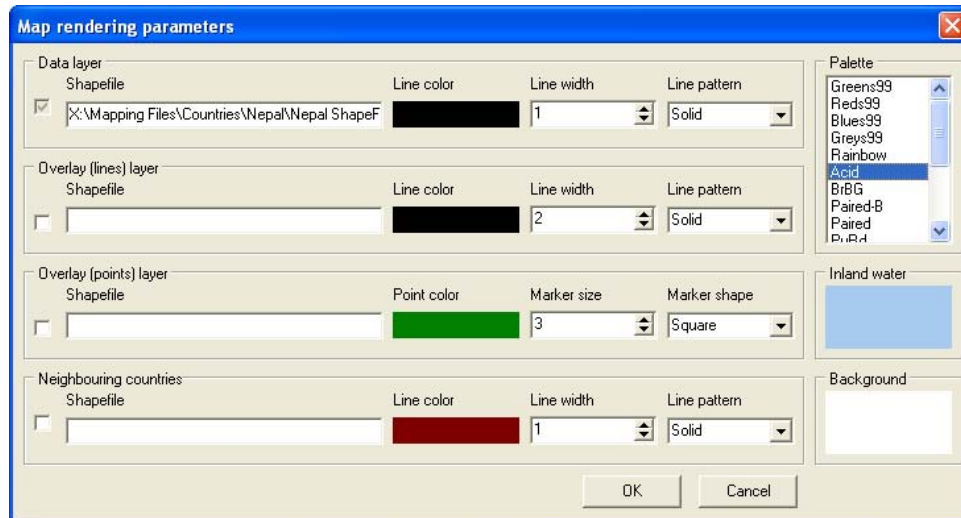 Map rendering parameters
Data layer
Shapefile Line color Line width Line pattern
X:\Mapping Files\Countries\Nepal\Nepal ShapeF 1 Solid
Overlay (lines) layer
Shapefile Line color Line width Line pattern
2 Solid
Overlay (points) layer
Shapefile Point color Marker size Marker shape
3 Square
Neighbouring countries
Shapefile Line color Line width Line pattern
1 Solid
Palette
Greens99
Reds99
Blues99
Greys99
Rainbow
Acid
BrBG
Paired-B
Paired
PuRd
Inland water
Background
OK Cancel